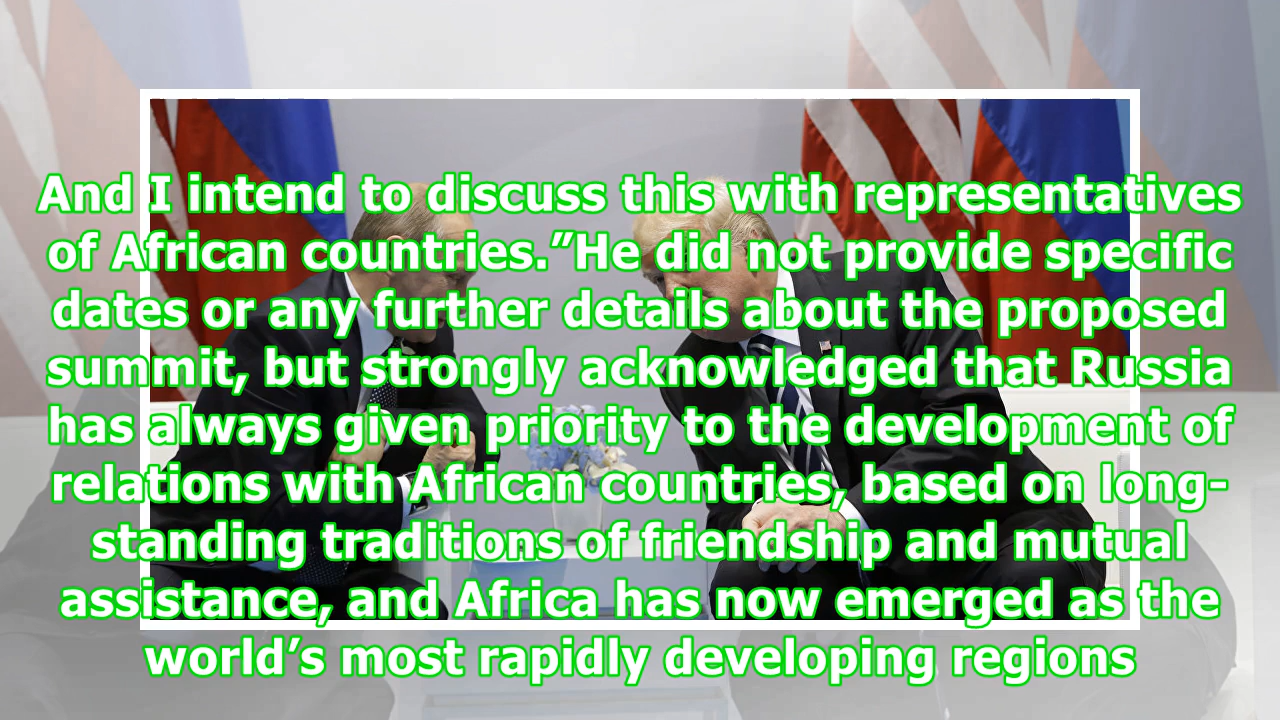 And I intend to discuss this with representatives
of African countries.”He did not provide specific
dates or any further details about the proposed
summit, but strongly acknowledged that Russia
has always given priority to the development of
relations with African countries, based on long-
standing traditions of friendship and mutual
assistance, and Africa has now emerged as the
world’s most rapidly developing regions